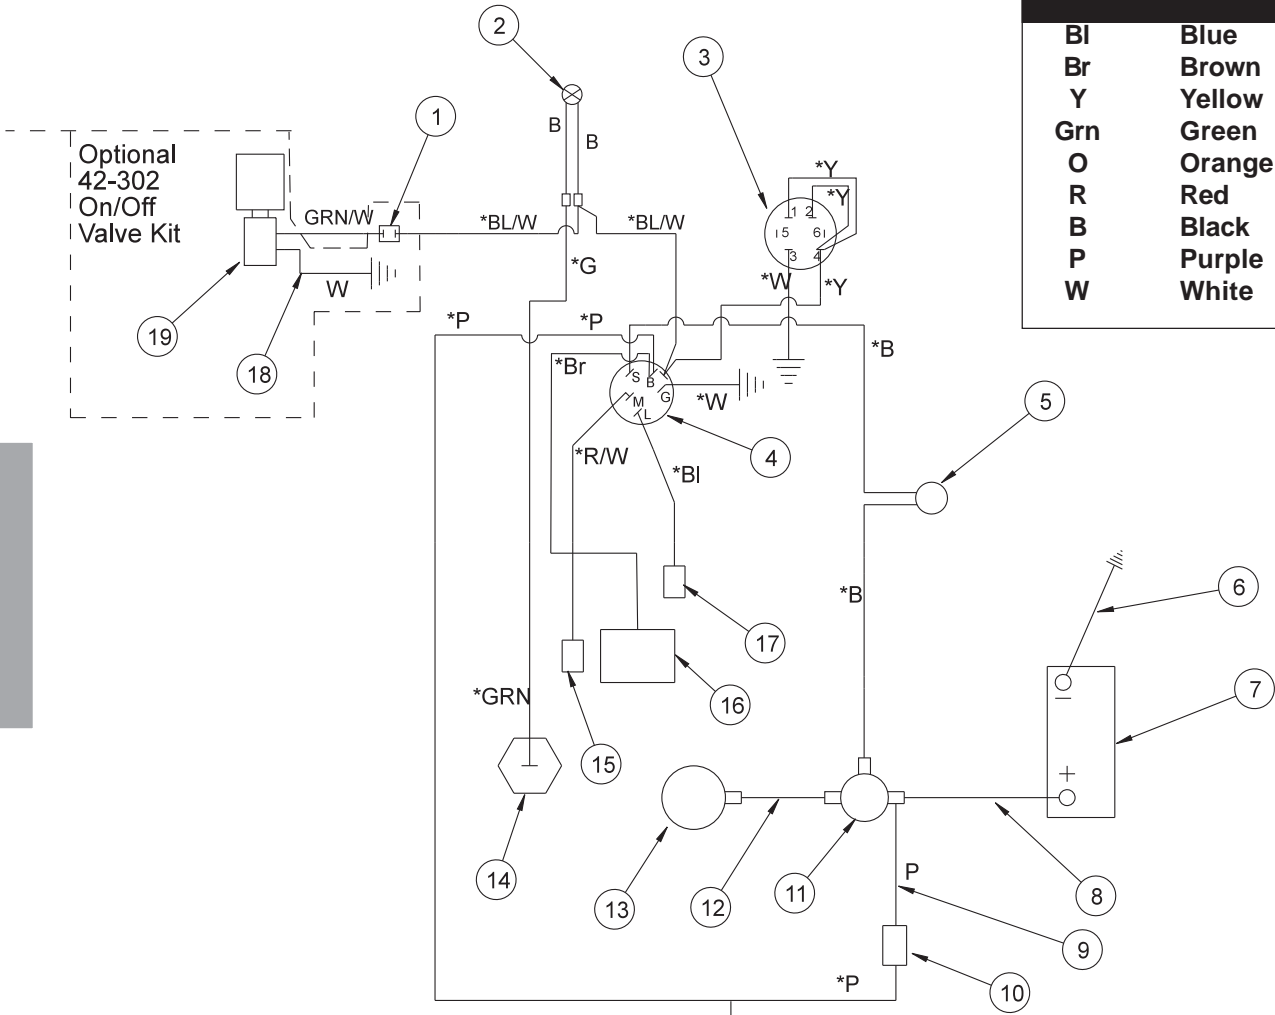 2
3
1
Bl Blue
Br Brown
Y Yellow
Grn Green
O Orange
R Red
B Black
P Purple
W White
B
B
Optional
42-302
On/Off
Valve Kit
GRN/W
*BL/W
*BL/W
*G
W
19
18
*Y
*Y
1 2
5 6
3 4
*W
*Y
*P
*P
*Br
*B
S
B
G
M
L
*W
4
5
*R/W
*Bl
*B
6
7
17
16
15
*GRN
14
13
12
11
–
+
8
P
9
10
*P